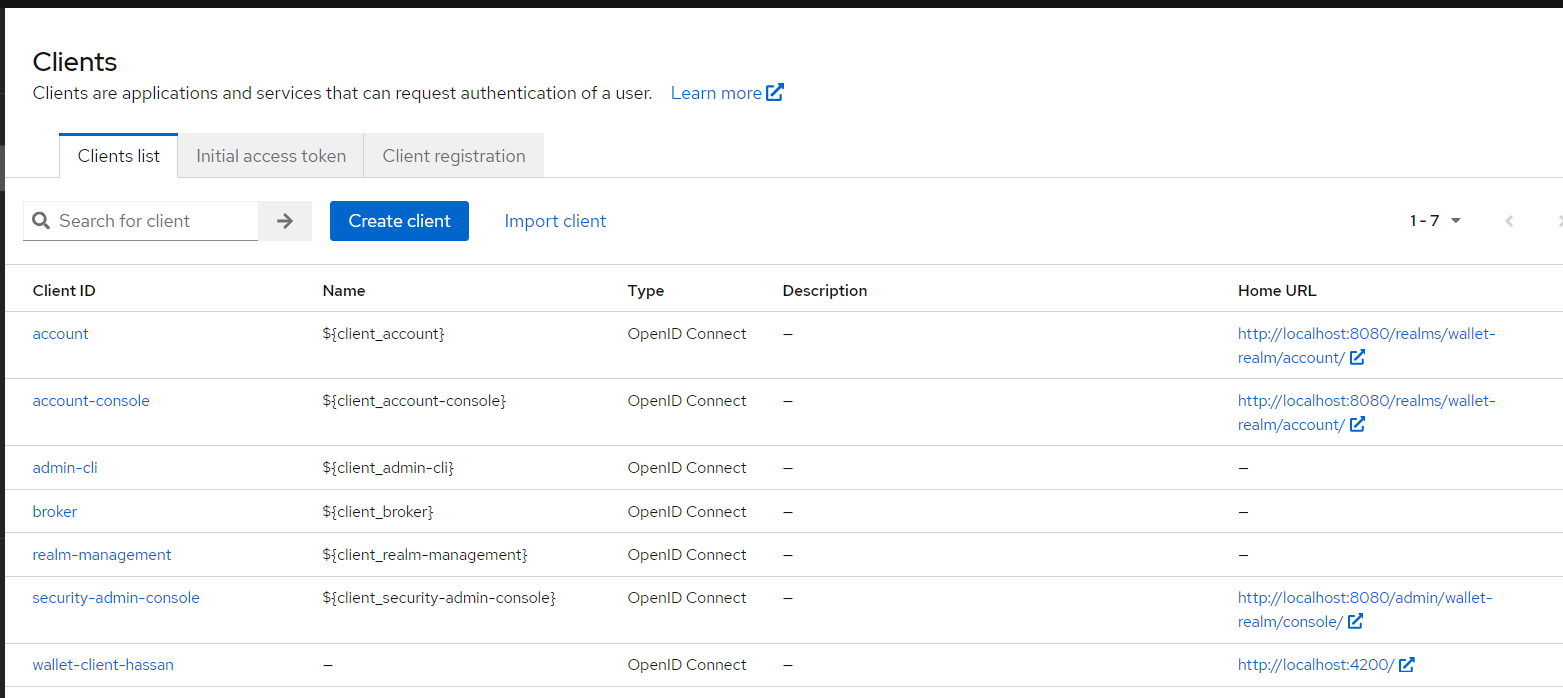 Clients
Clients are applications and services that can request authentication of a user. Learn more
Clients list Initial access token Client registration
Search for client Create client Import client 1 - 7
Client ID Name Type Description Home URL
account ${client_account} OpenID Connect – http://localhost:8080/realms/wallet-
realm/account/
account-console ${client_account-console} OpenID Connect – http://localhost:8080/realms/wallet-
realm/account/
admin-cli ${client_admin-cli} OpenID Connect – –
broker ${client_broker} OpenID Connect – –
realm-management ${client_realm-management} OpenID Connect – –
security-admin-console ${client_security-admin-console} OpenID Connect – http://localhost:8080/admin/wallet-
realm/console/
wallet-client-hassan – OpenID Connect – http://localhost:4200/